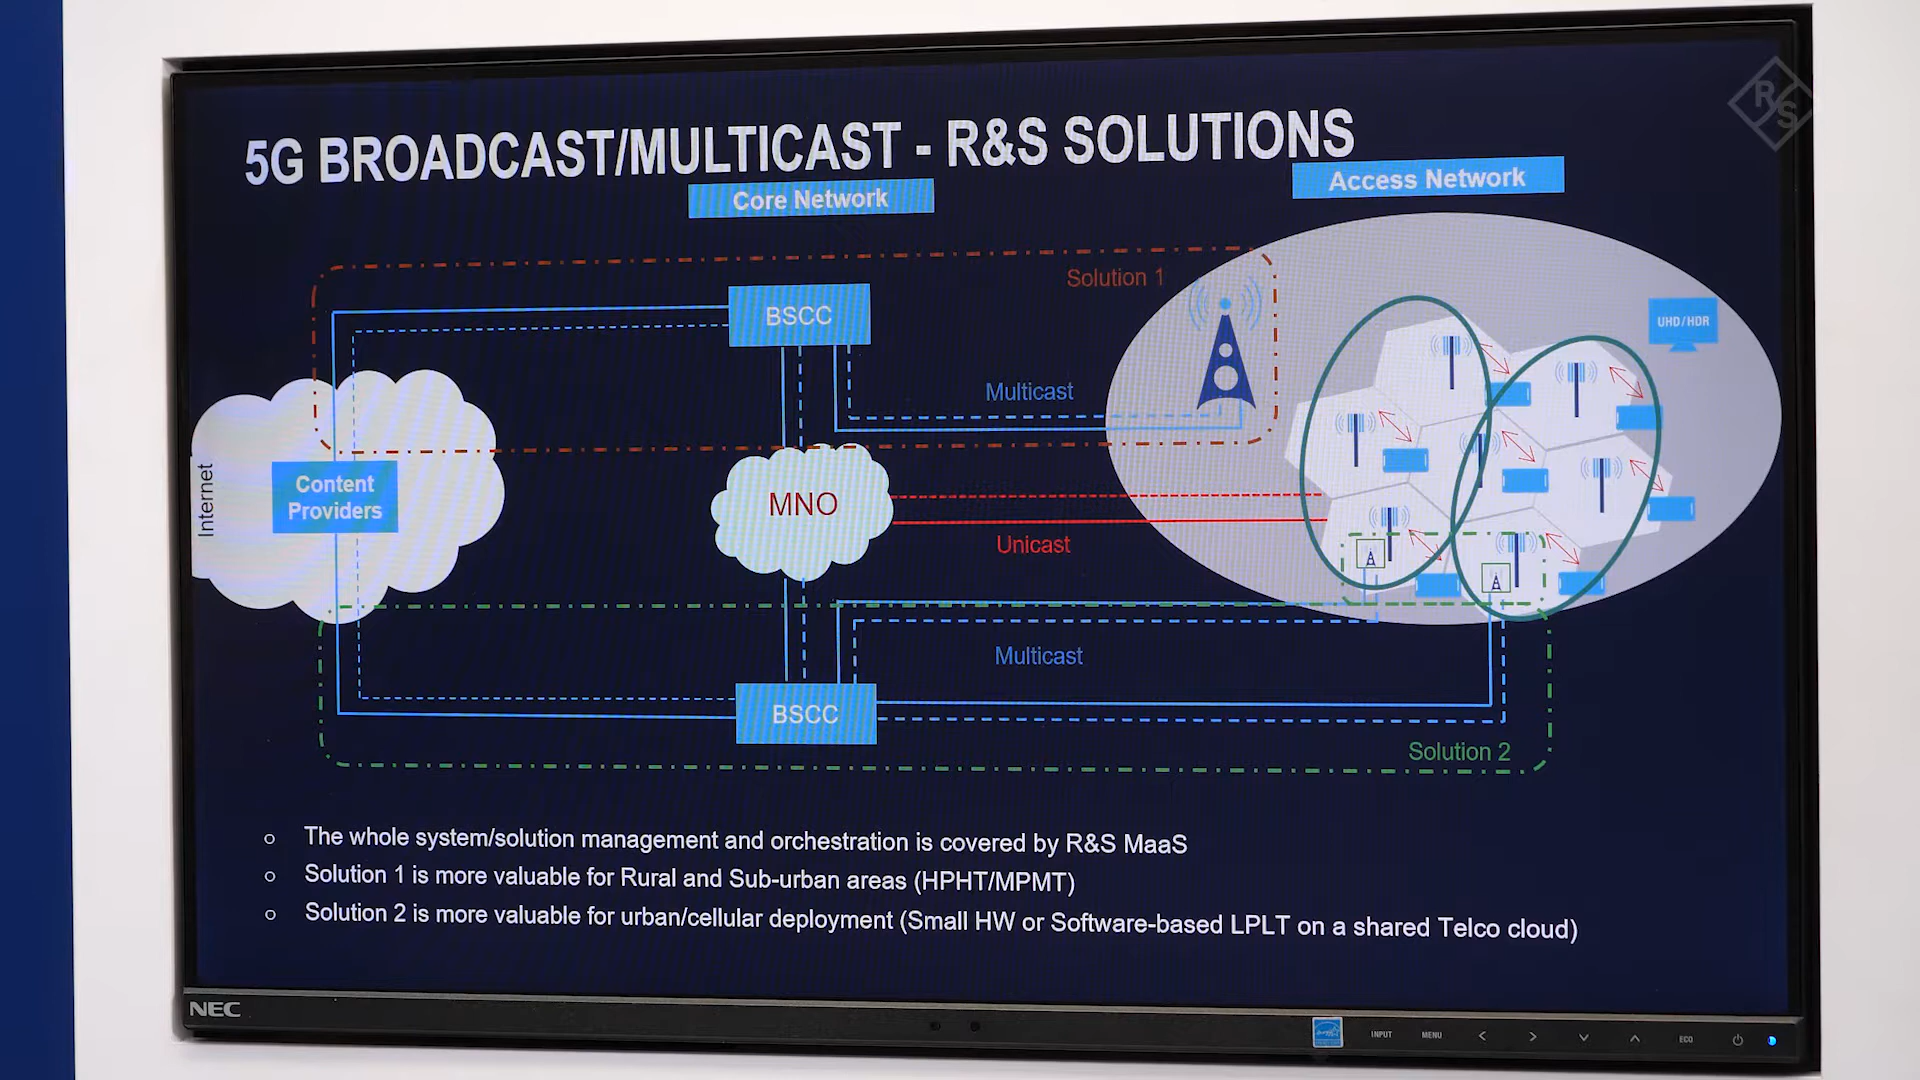 R
S
5G BROADCAST/MULTICAST - R&S SOLUTIONS
Core Network
Access Network
Solution 1
BSCC
UHD/HDR
Multicast
Internet
Content
Providers
MNO
Unicast
Multicast
BSCC
Solution 2
The whole system/solution management and orchestration is covered by R&S MaaS
Solution 1 is more valuable for Rural and Sub-urban areas (HPHT/MPMT)
Solution 2 is more valuable for urban/cellular deployment (Small HW or Software-based LPLT on a shared Telco cloud)
NEC
INPUT
MENU
ECO